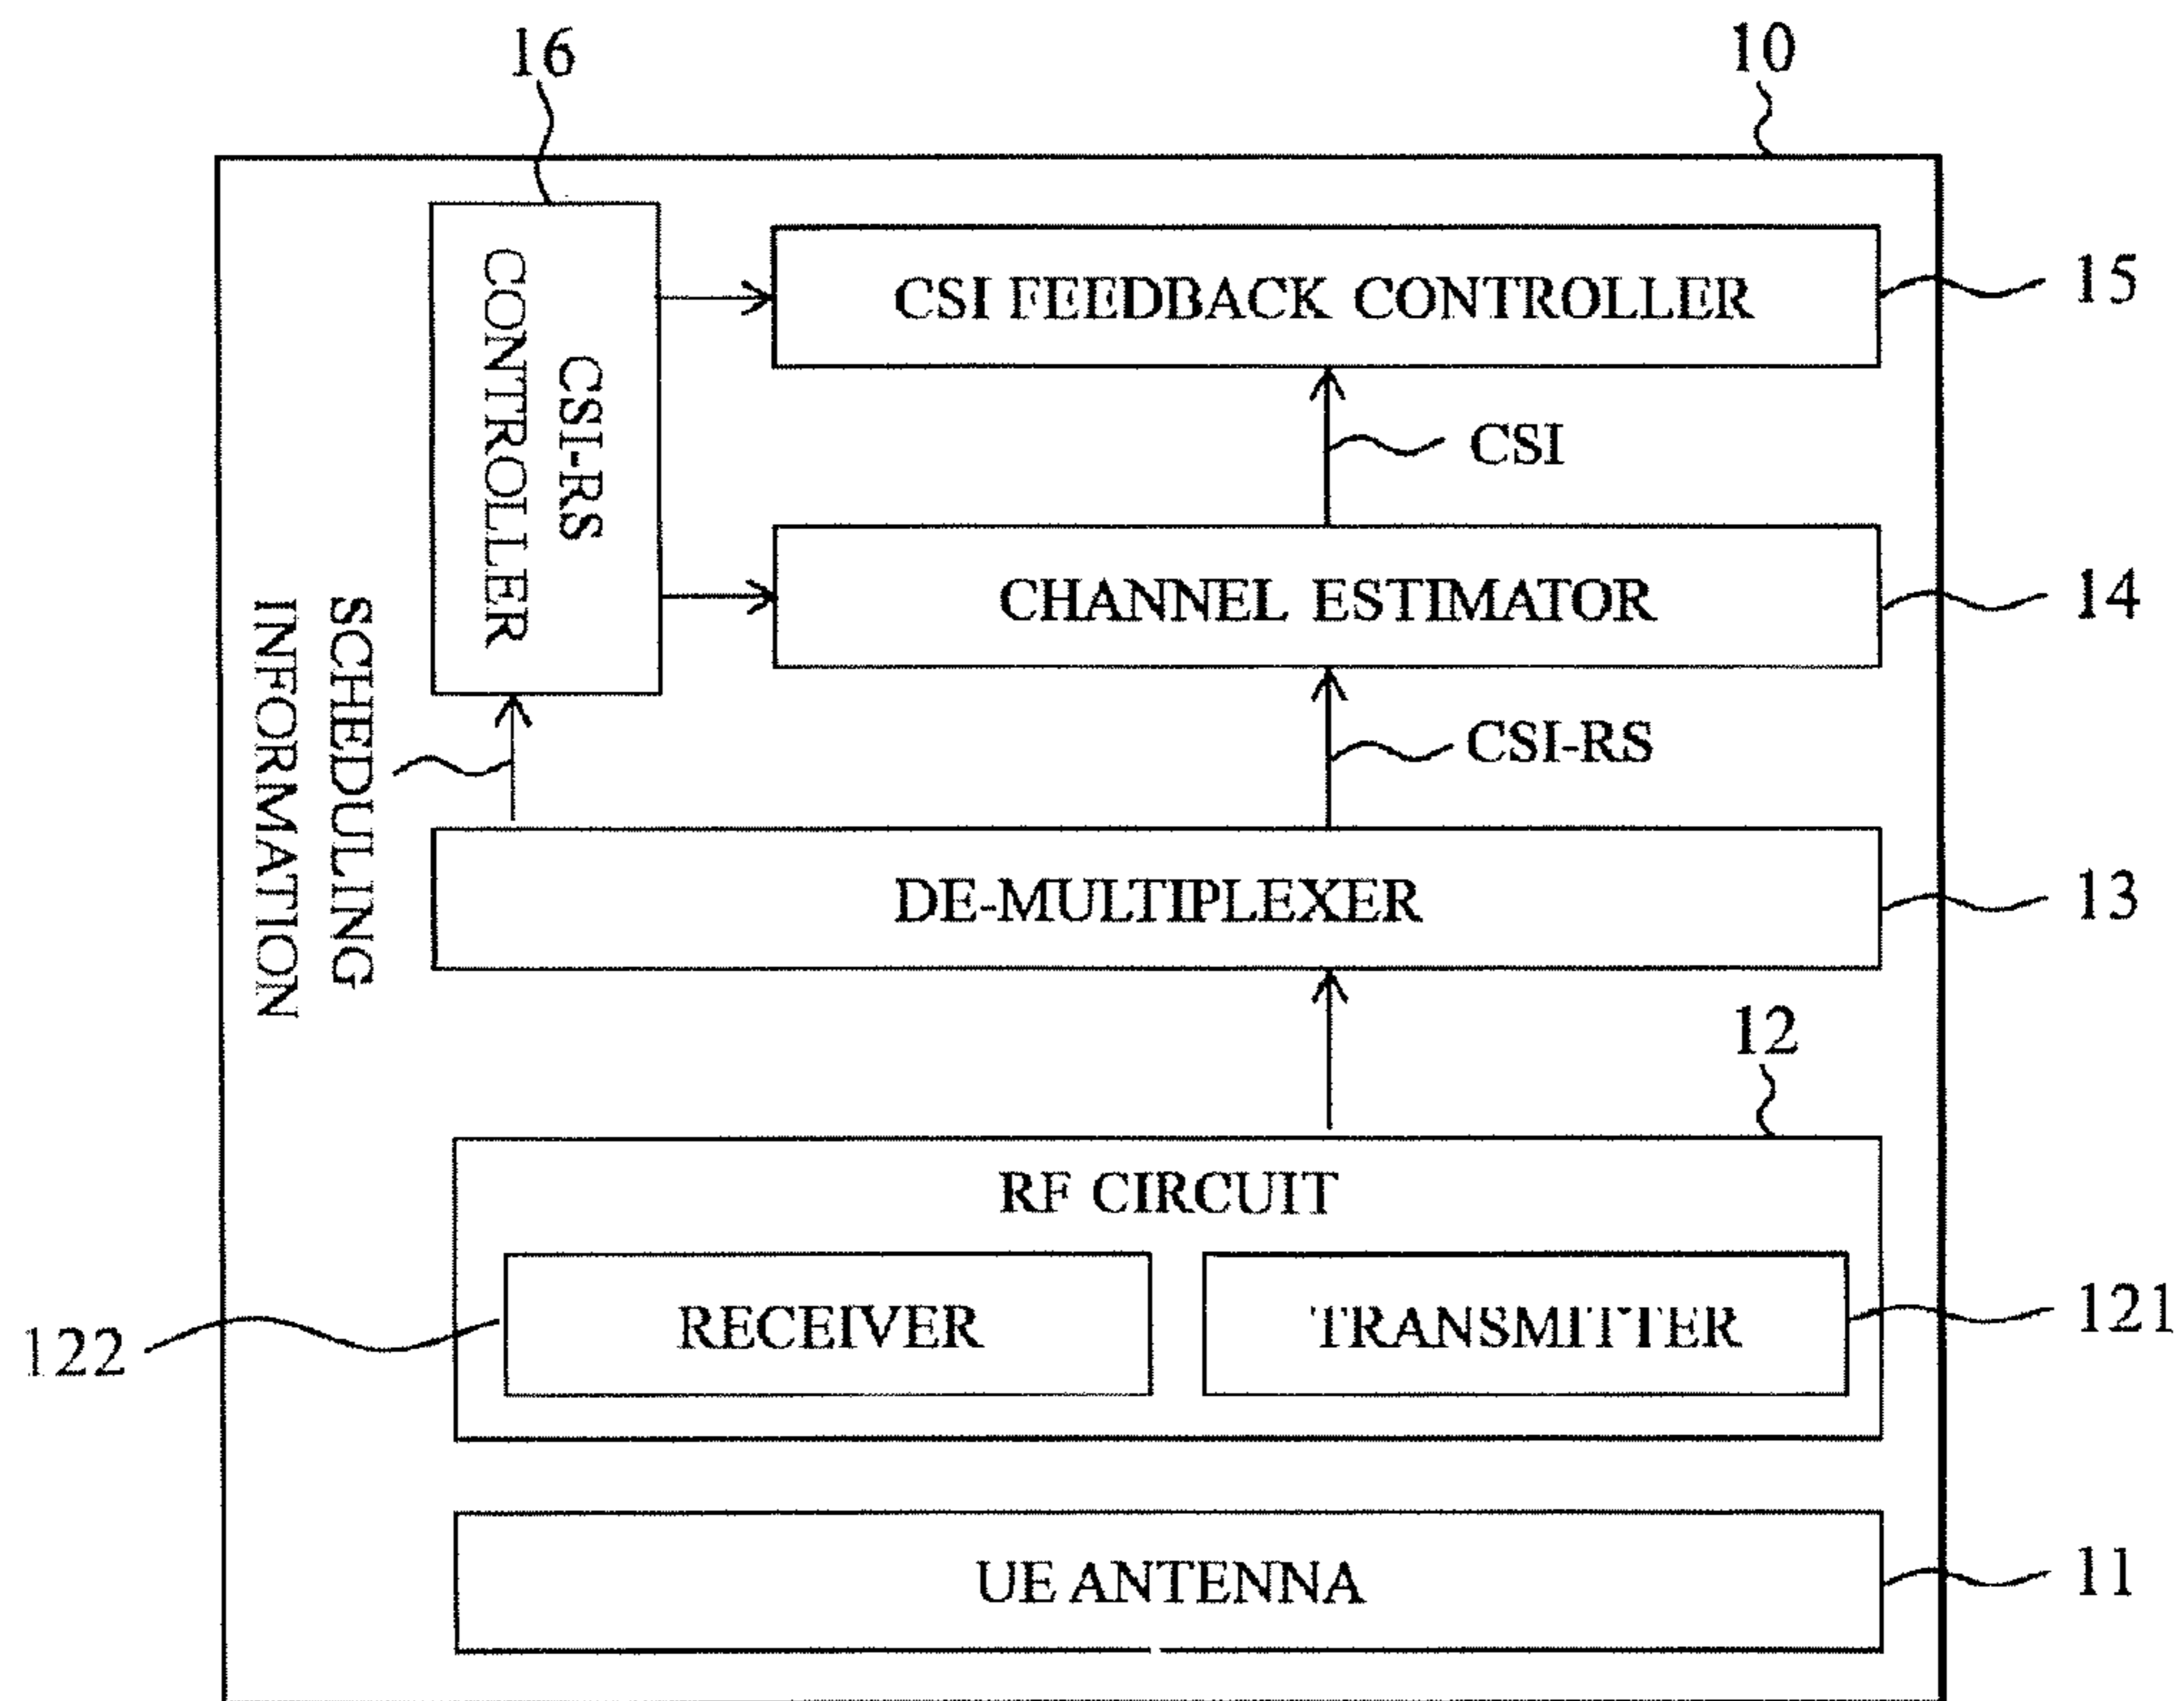 16
10
CSI-RS
CONTROLLER
CSI FEEDBACK CONTROLLER
15
CSI
CHANNEL ESTIMATOR
14
SCHEDULING
INFORMATION
CSI-RS
DE-MULTIPLEXER
13
12
RF CIRCUIT
122
RECEIVER
TRANSMITTER
121
UE ANTENNA
11